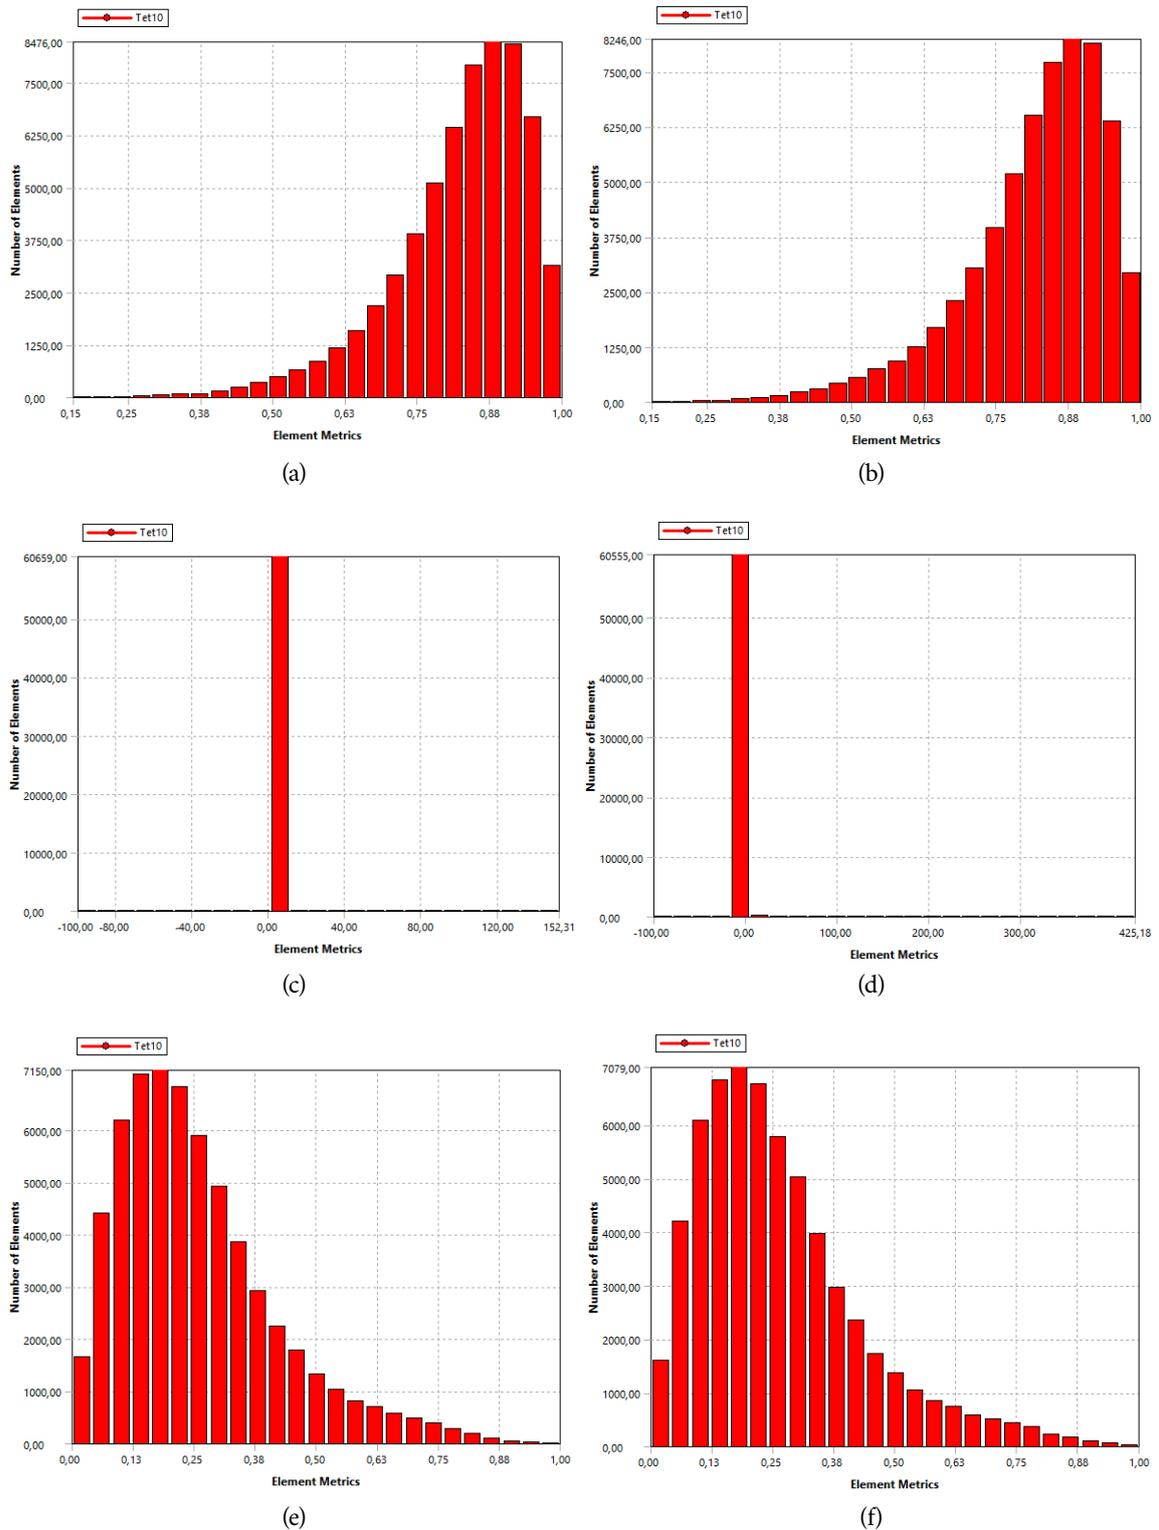 Tet10
8476,00
7500,00
6250,00
5000,00
3750,00
2500,00
1250,00
0,00
Number of Elements
0,15 0,25 0,38 0,50 0,63 0,75 0,88 1,00
Element Metrics
(a)
Tet10
8246,00
7500,00
6250,00
5000,00
3750,00
2500,00
1250,00
0,00
Number of Elements
0,15 0,25 0,38 0,50 0,63 0,75 0,88 1,00
Element Metrics
(b)
Tet10
60659,00
50000,00
40000,00
30000,00
20000,00
10000,00
0,00
Number of Elements
-100,00 -80,00 -40,00 0,00 40,00 80,00 120,00 152,31
Element Metrics
(c)
Tet10
60555,00
50000,00
40000,00
30000,00
20000,00
10000,00
0,00
Number of Elements
-100,00 0,00 100,00 200,00 300,00 425,18
Element Metrics
(d)
Tet10
7150,00
6000,00
5000,00
4000,00
3000,00
2000,00
1000,00
0,00
Number of Elements
0,00 0,13 0,25 0,38 0,50 0,63 0,75 0,88 1,00
Element Metrics
(e)
Tet10
7079,00
6000,00
5000,00
4000,00
3000,00
2000,00
1000,00
0,00
Number of Elements
0,00 0,13 0,25 0,38 0,50 0,63 0,75 0,88 1,00
Element Metrics
(f)